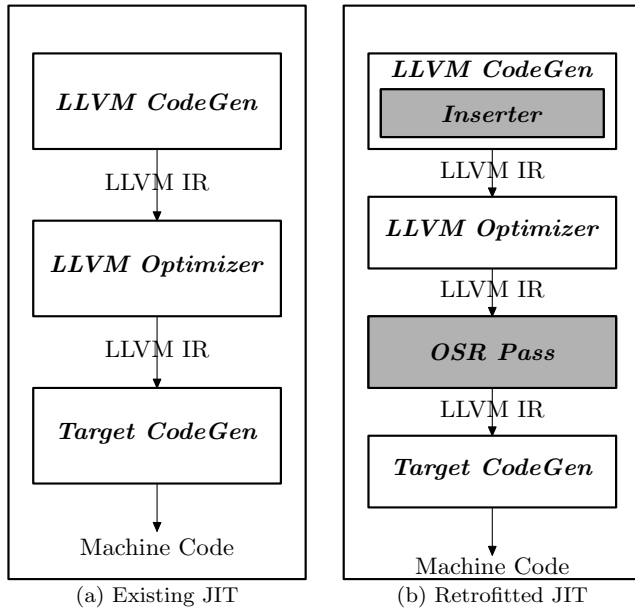 LLVM CodeGen
LLVM IR
LLVM Optimizer
LLVM IR
Target CodeGen
Machine Code
(a) Existing JIT
LLVM CodeGen
Inserter
LLVM IR
LLVM Optimizer
LLVM IR
OSR Pass
LLVM IR
Target CodeGen
Machine Code
(b) Retrofitted JIT